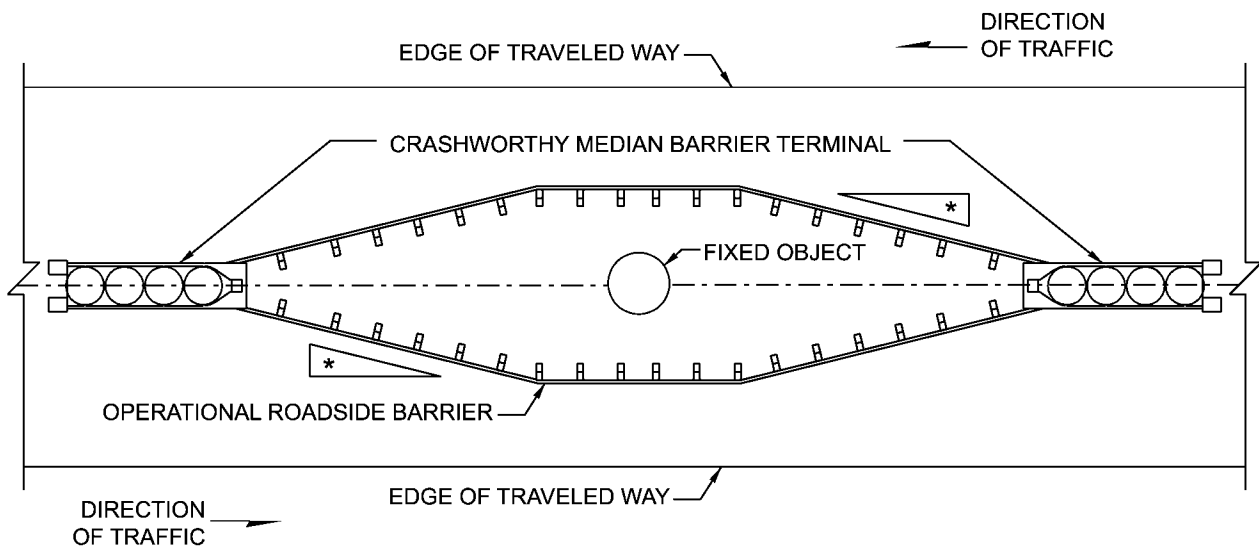 DIRECTION
OF TRAFFIC
EDGE OF TRAVELED WAY
CRASHWORTHY MEDIAN BARRIER TERMINAL
*
FIXED OBJECT
*
OPERATIONAL ROADSIDE BARRIER
EDGE OF TRAVELED WAY
DIRECTION
OF TRAFFIC